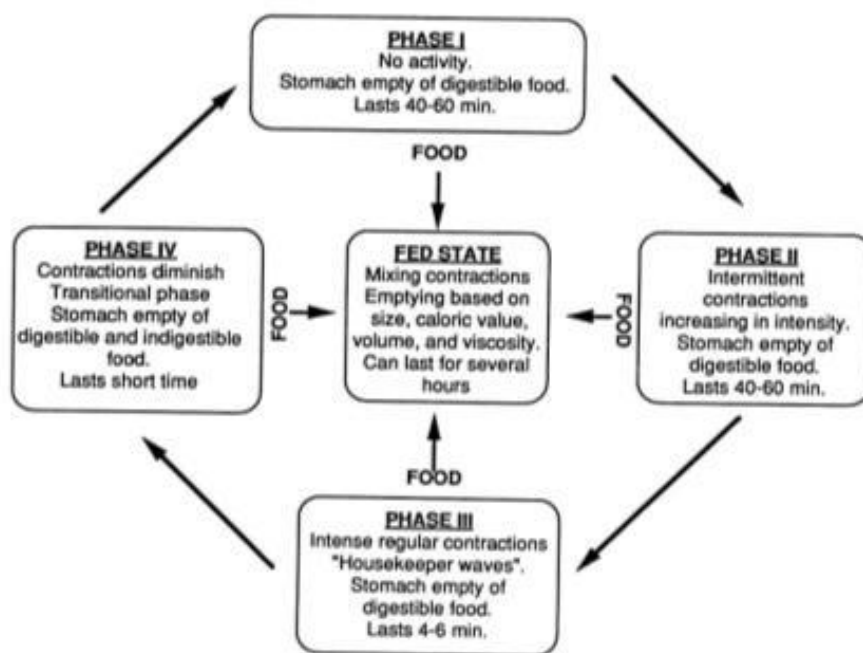 PHASE I
No activity.
Stomach empty of digestible food.
Lasts 40-60 min.
FOOD
PHASE IV
Contractions diminish
Transitional phase
Stomach empty of
digestible and indigestible
food.
Lasts short time
FOOD
FED STATE
Mixing contractions
Emptying based on
size, caloric value,
volume, and viscosity.
Can last for several
hours
FOOD
PHASE II
Intermittent
contractions
increasing in intensity.
Stomach empty of
digestible food.
Lasts 40-60 min.
FOOD
PHASE III
Intense regular contractions
"Housekeeper waves".
Stomach empty of
digestible food.
Lasts 4-6 min.